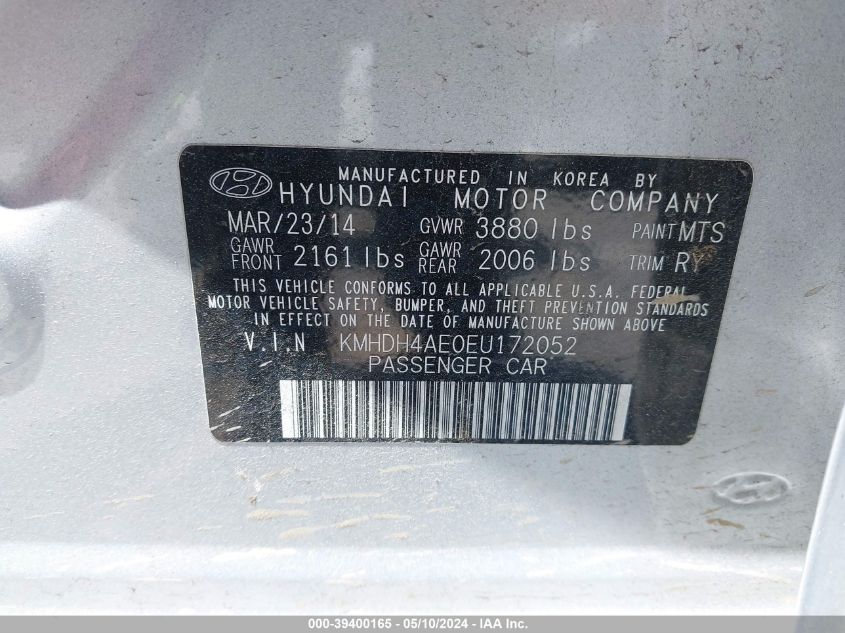 MANUFACTURED IN KOREA BY
HYUNDAI MOTOR COMPANY
MAR/23/14 GVWR 3880 lbs PAINT MTS
GAWR FRONT 2161 lbs GAWR REAR 2006 lbs TRIM RY
THIS VEHICLE CONFORMS TO ALL APPLICABLE U.S.A. FEDERAL
MOTOR VEHICLE SAFETY, BUMPER, AND THEFT PREVENTION STANDARDS
IN EFFECT ON THE DATE OF MANUFACTURE SHOWN ABOVE
V.I.N KMHDH4AE0EU172052
PASSENGER CAR
000-39400165 - 05/10/2024 - IAA Inc.